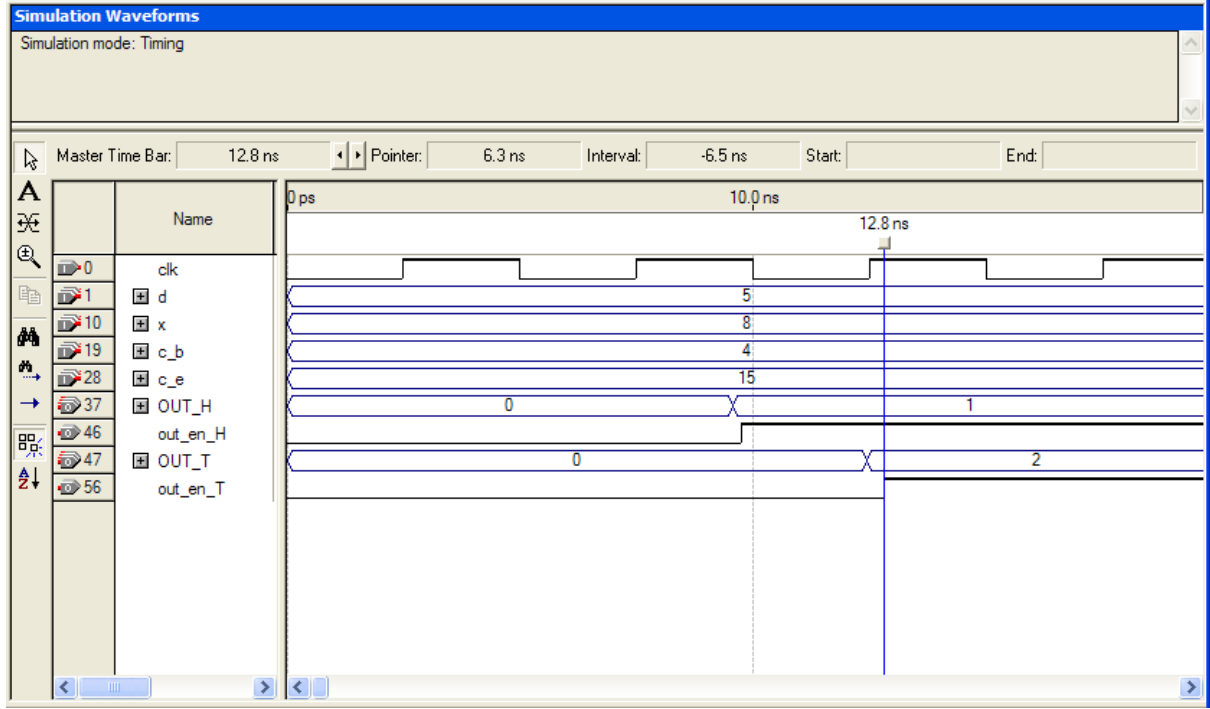 Simulation Waveforms
Simulation mode: Timing
Master Time Bar: 12.8 ns Pointer: 6.3 ns Interval: -6.5 ns Start: End:
Name
0 ps 10.0 ns
12.8 ns
0 clk
1 d 5
10 x 8
19 c_b 4
28 c_e 15
37 OUT_H 0 1
46 out_en_H
47 OUT_T 0 2
56 out_en_T